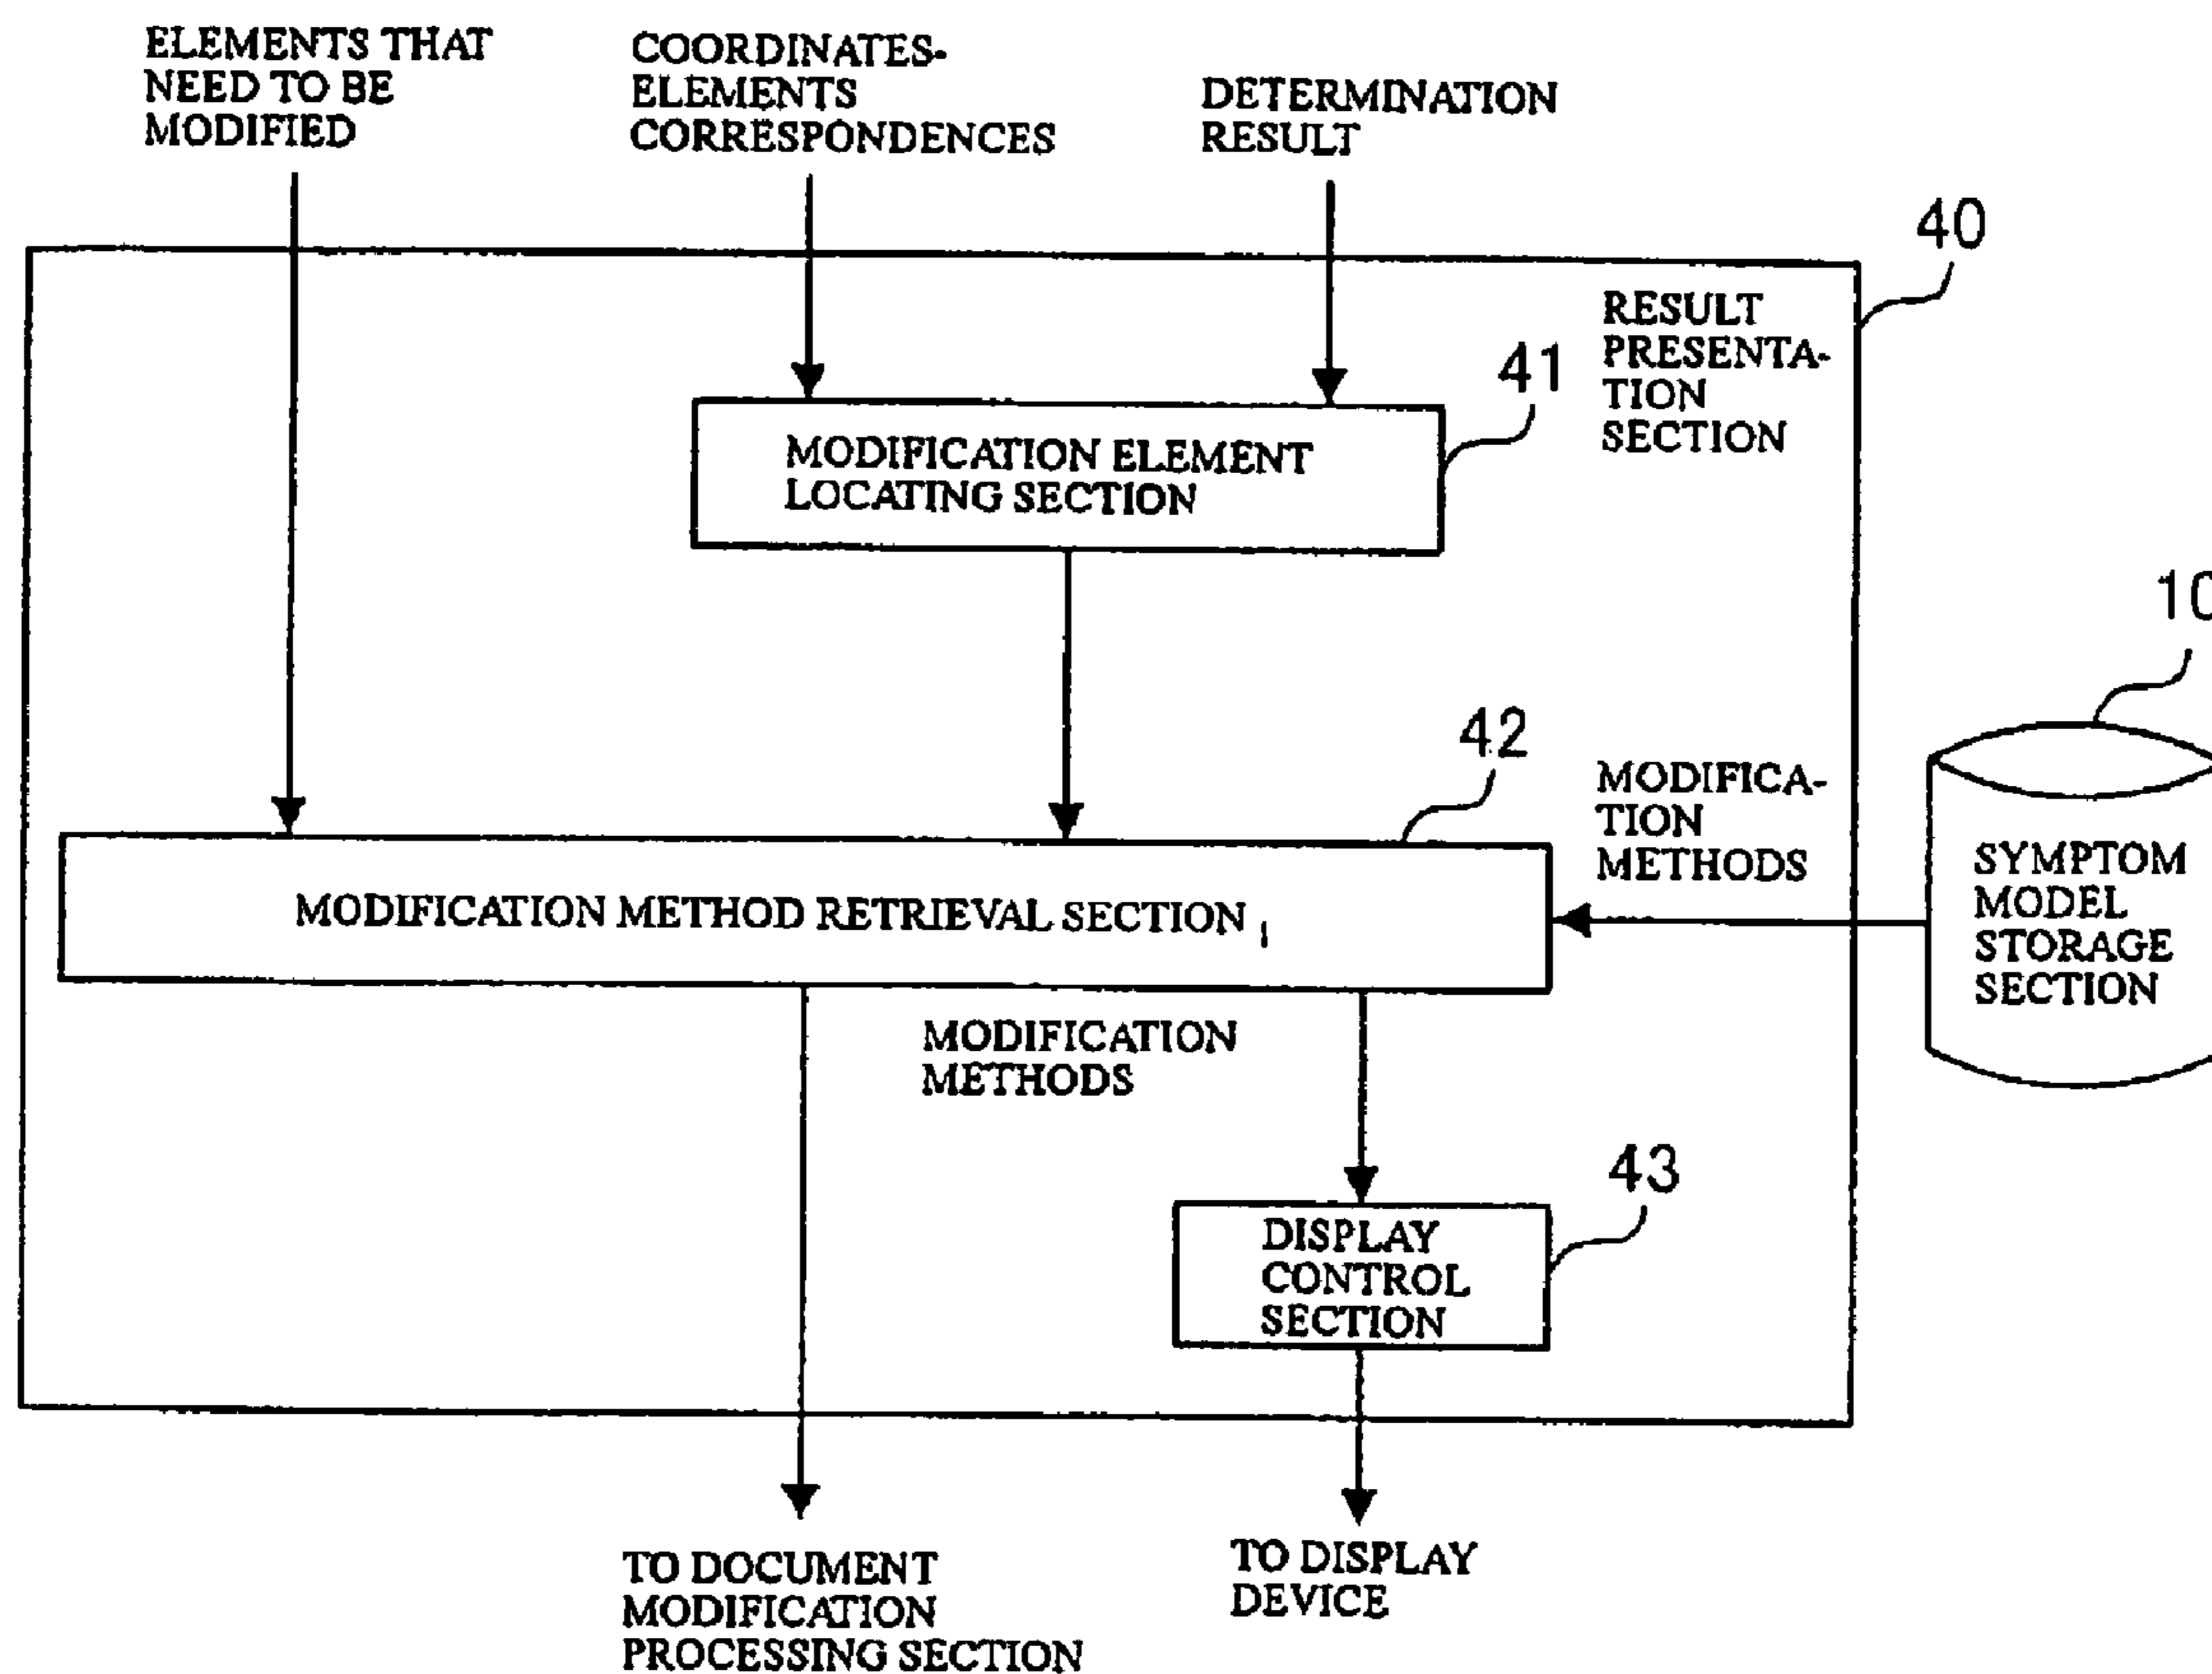 ELEMENTS THAT
NEED TO BE
MODIFIED
COORDINATES-
ELEMENTS
CORRESPONDENCES
DETERMINATION
RESULT
40
RESULT
PRESENTA-
TION
SECTION
41
MODIFICATION ELEMENT
LOCATING SECTION
10
42
MODIFICA-
TION
METHODS
SYMPTOM
MODEL
STORAGE
SECTION
MODIFICATION METHOD RETRIEVAL SECTION
MODIFICATION
METHODS
43
DISPLAY
CONTROL
SECTION
TO DOCUMENT
MODIFICATION
PROCESSING SECTION
TO DISPLAY
DEVICE